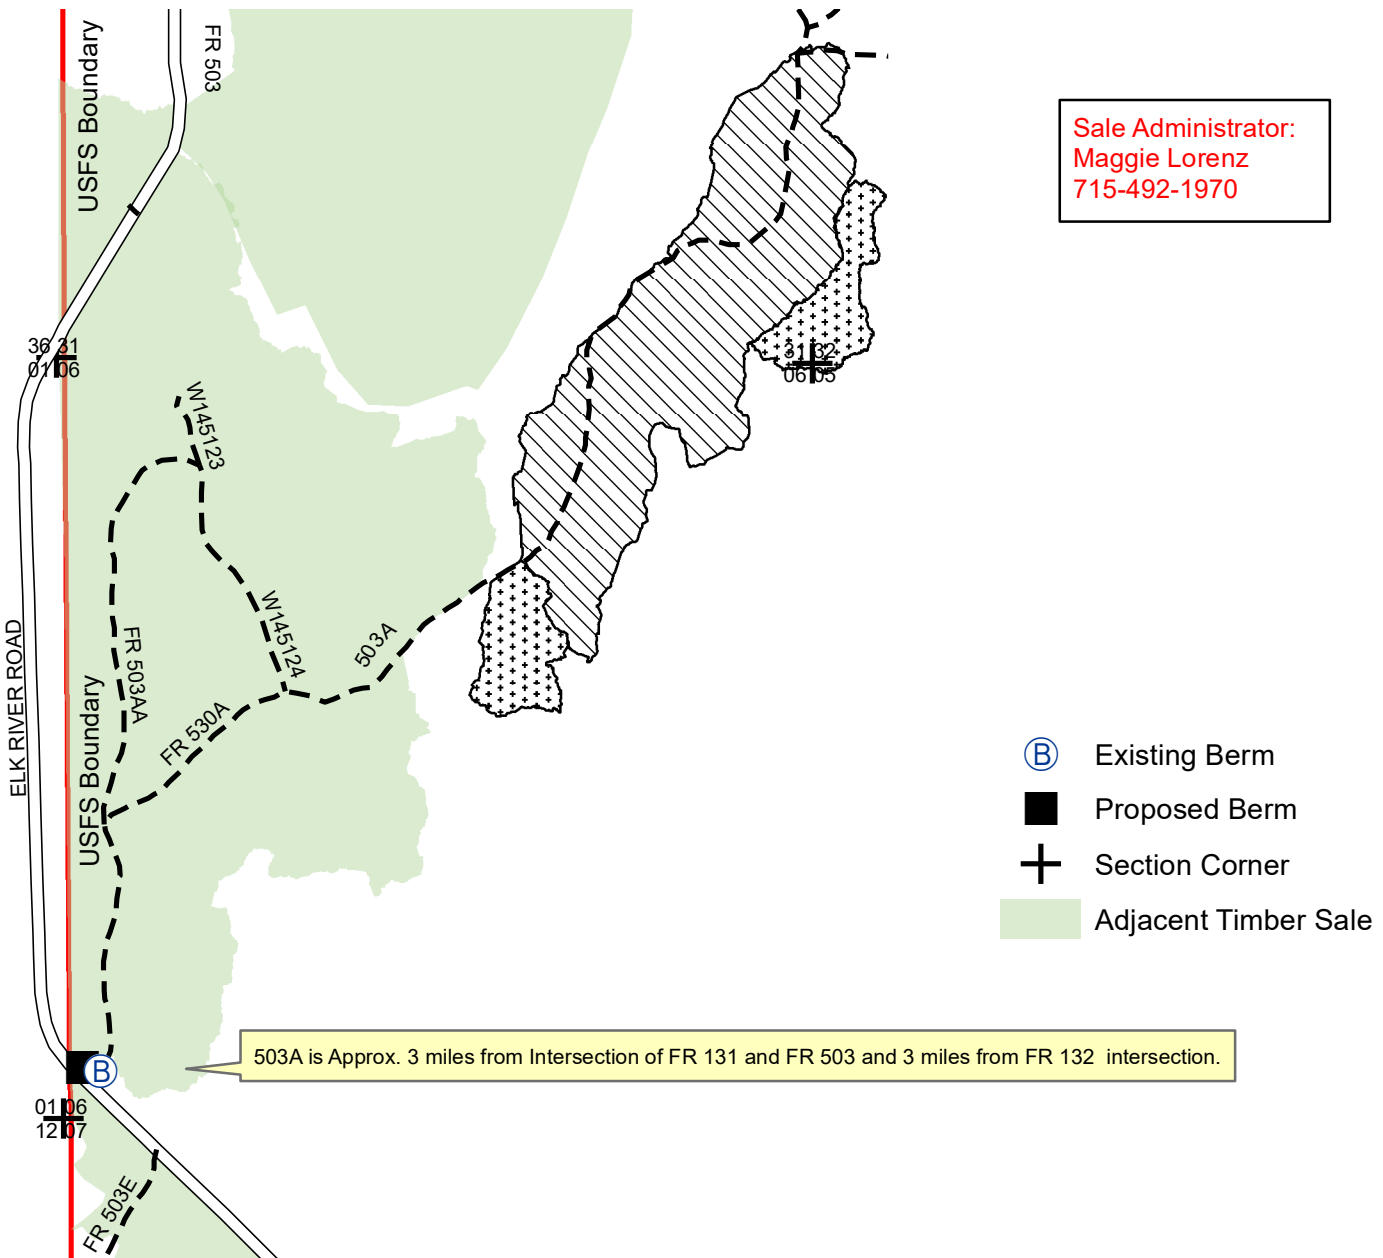 USFS Boundary
FR 503
Sale Administrator:
Maggie Lorenz
715-492-1970
36 31
01 06
31 32
06 05
W145123
W145124
FR 503AA
503A
FR 530A
ELK RIVER ROAD
USFS Boundary
B Existing Berm
Proposed Berm
Section Corner
Adjacent Timber Sale
503A is Approx. 3 miles from Intersection of FR 131 and FR 503 and 3 miles from FR 132 intersection.
B
01 06
12 07
FR 503E